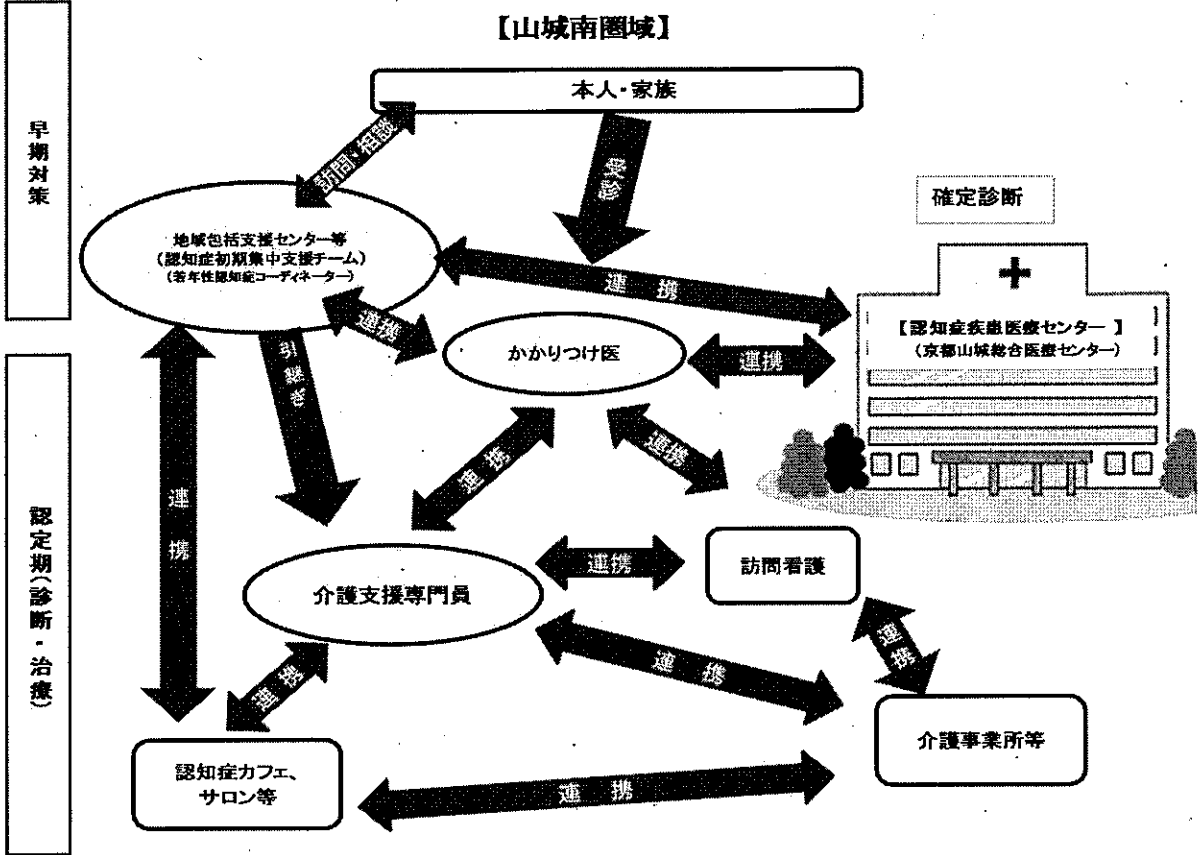 【山城南圏域】
早期対策
本人・家族
訪問・相談
受診
確定診断
地域包括支援センター等
(認知症初期集中支援チーム)
(若年性認知症コーディネーター)
連携
連携
かかりつけ医
連携
【認知症疾患医療センター】
(京都山城総合医療センター)
引継ぎ
認定期(診断・治療)
連携
連携
連携
介護支援専門員
連携
訪問看護
連携
連携
連携
認知症カフェ、
サロン等
連携
介護事業所等